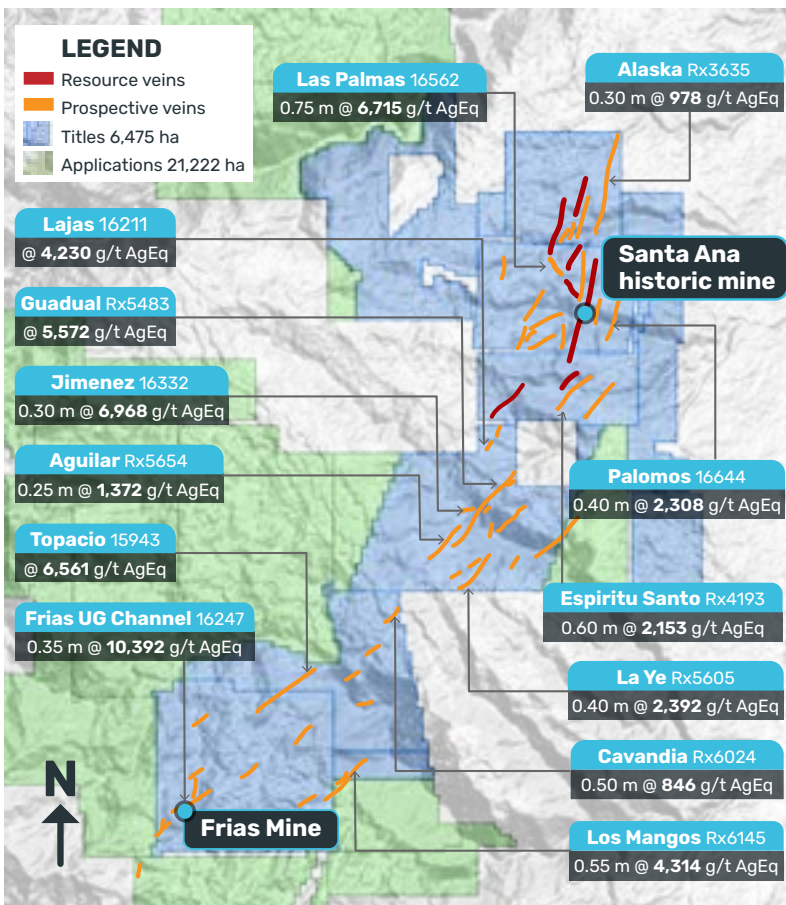 LEGEND
Resource veins
Prospective veins
Titles 6,475 ha
Applications 21,222 ha
Las Palmas 16562
0.75 m @ 6,715 g/t AgEq
Alaska Rx3635
0.30 m @ 978 g/t AgEq
Lajas 16211
@ 4,230 g/t AgEq
Santa Ana
historic mine
Guadual Rx5483
@ 5,572 g/t AgEq
Jimenez 16332
0.30 m @ 6,968 g/t AgEq
Aguilar Rx5654
0.25 m @ 1,372 g/t AgEq
Palomos 16644
0.40 m @ 2,308 g/t AgEq
Topacio 15943
@ 6,561 g/t AgEq
Espiritu Santo Rx4193
0.60 m @ 2,153 g/t AgEq
Frias UG Channel 16247
0.35 m @ 10,392 g/t AgEq
La Ye Rx5605
0.40 m @ 2,392 g/t AgEq
Cavandia Rx6024
0.50 m @ 846 g/t AgEq
N
Frias Mine
Los Mangos Rx6145
0.55 m @ 4,314 g/t AgEq